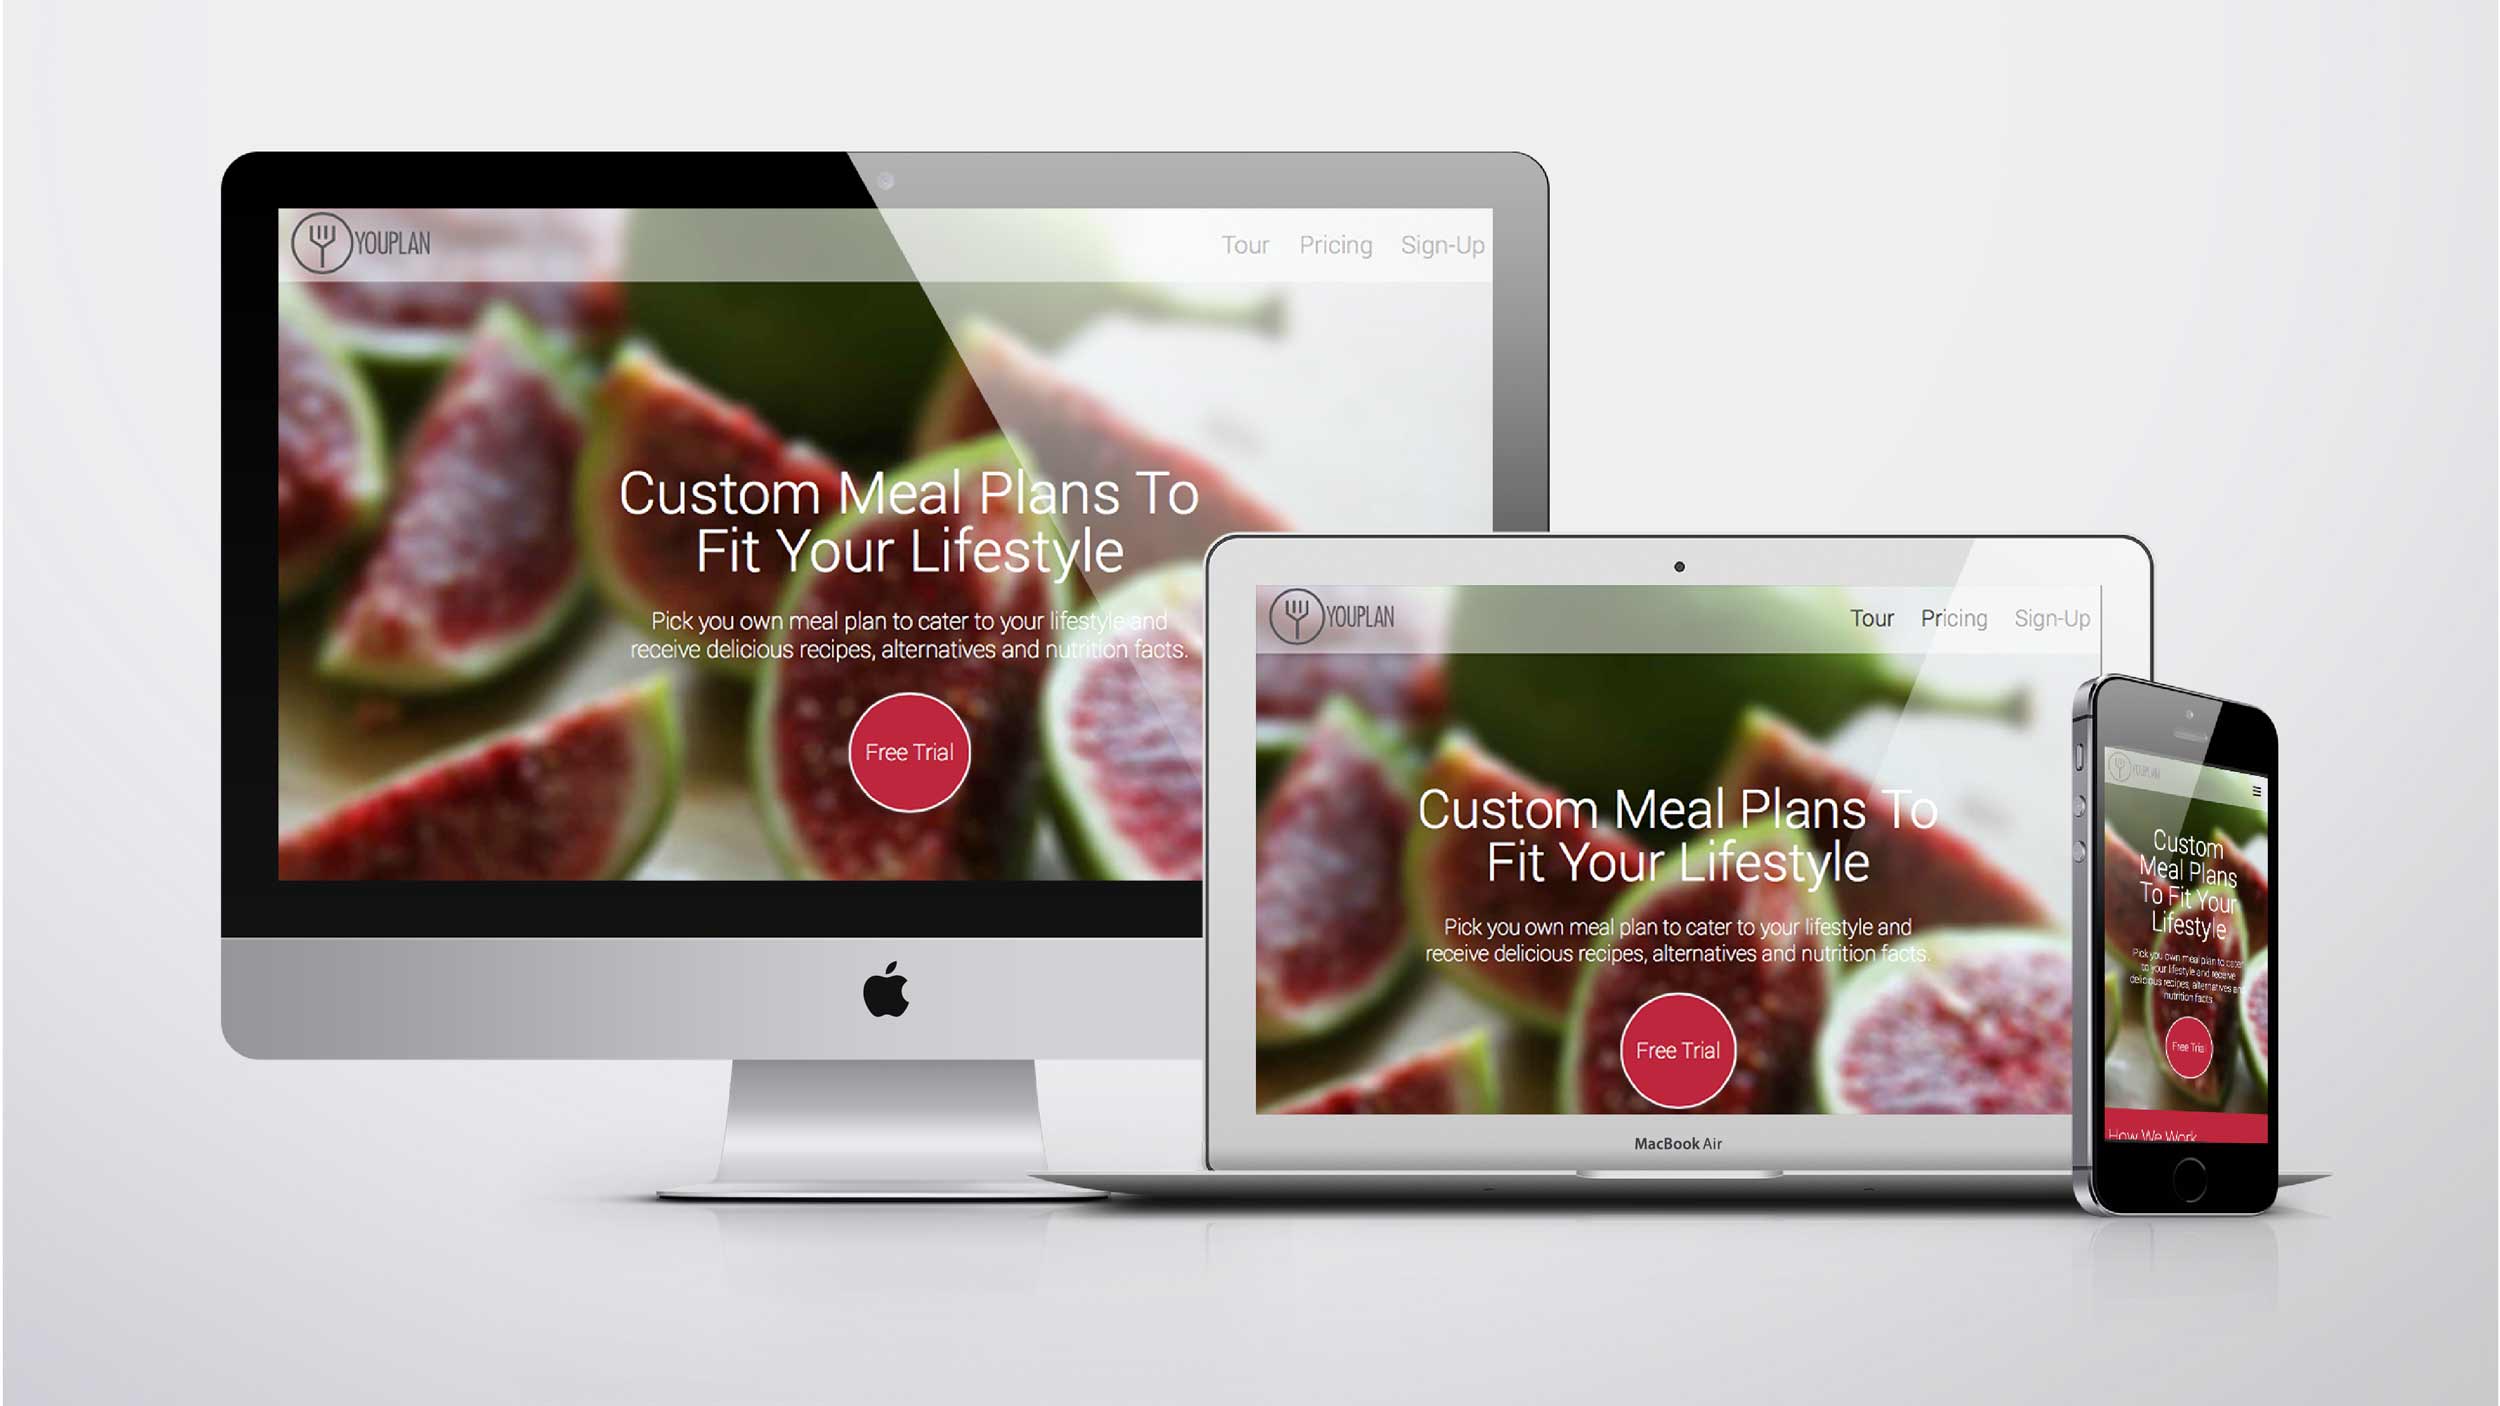 YOUPLAN
Tour Pricing Sign-Up
Custom Meal Plans To
Fit Your Lifestyle
Pick you own meal plan to cater to your lifestyle and
receive delicious recipes, alternatives and nutrition facts.
Free Trial
YOUPLAN
Tour Pricing Sign-Up
Custom Meal Plans To
Fit Your Lifestyle
Pick you own meal plan to cater to your lifestyle and
receive delicious recipes, alternatives and nutrition facts.
Free Trial
MacBook Air
YOUPLAN
Custom
Meal Plans
To Fit Your
Lifestyle
Pick you own meal plan to cater
to your lifestyle and receive
delicious recipes, alternatives and
nutrition facts.
Free Trial
How We Work